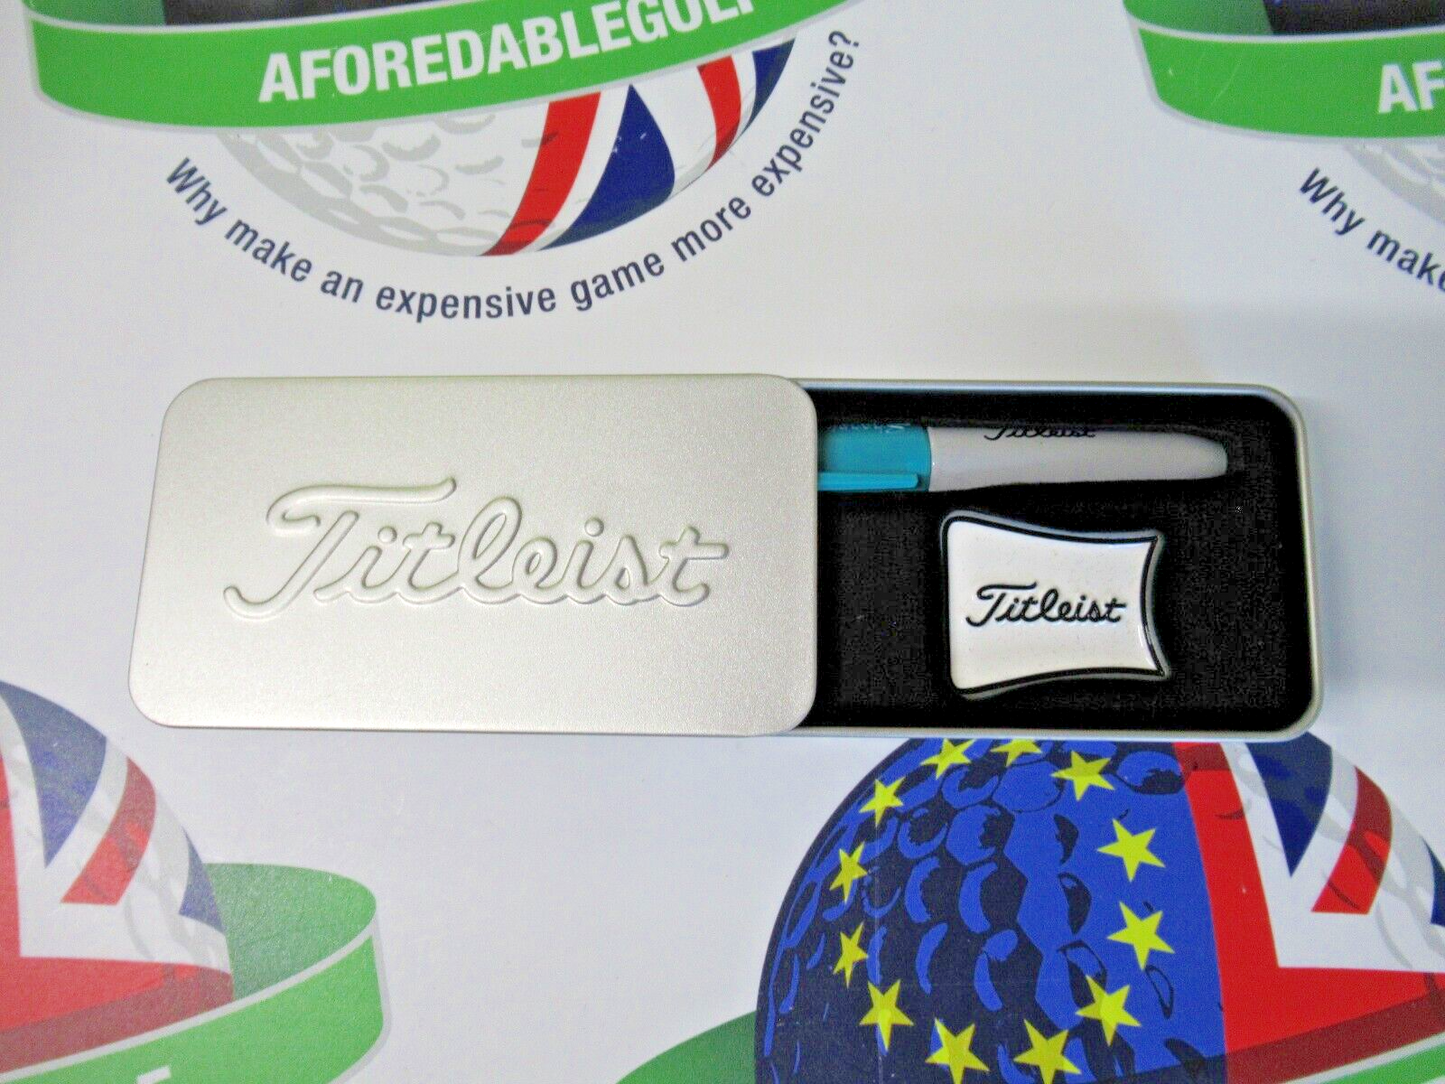 AFOREDABLEGOLF
Why make an expensive game more expensive?
AF
Why make
Titleist
Titleist
Titleist